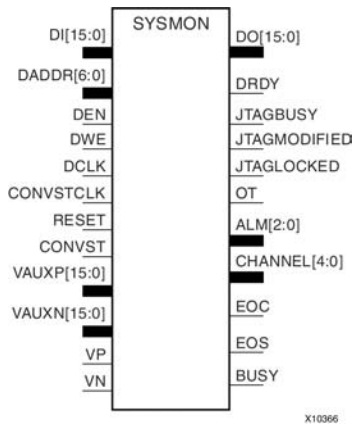 SYSMON
DI[15:0]
DADDR[6:0]
DEN
DWE
DCLK
CONVSTCLK
RESET
CONVST
VAUXP[15:0]
VAUXN[15:0]
VP
VN
DO[15:0]
DRDY
JTAGBUSY
JTAGMODIFIED
JTAGLOCKED
OT
ALM[2:0]
CHANNEL[4:0]
EOC
EOS
BUSY
X10366